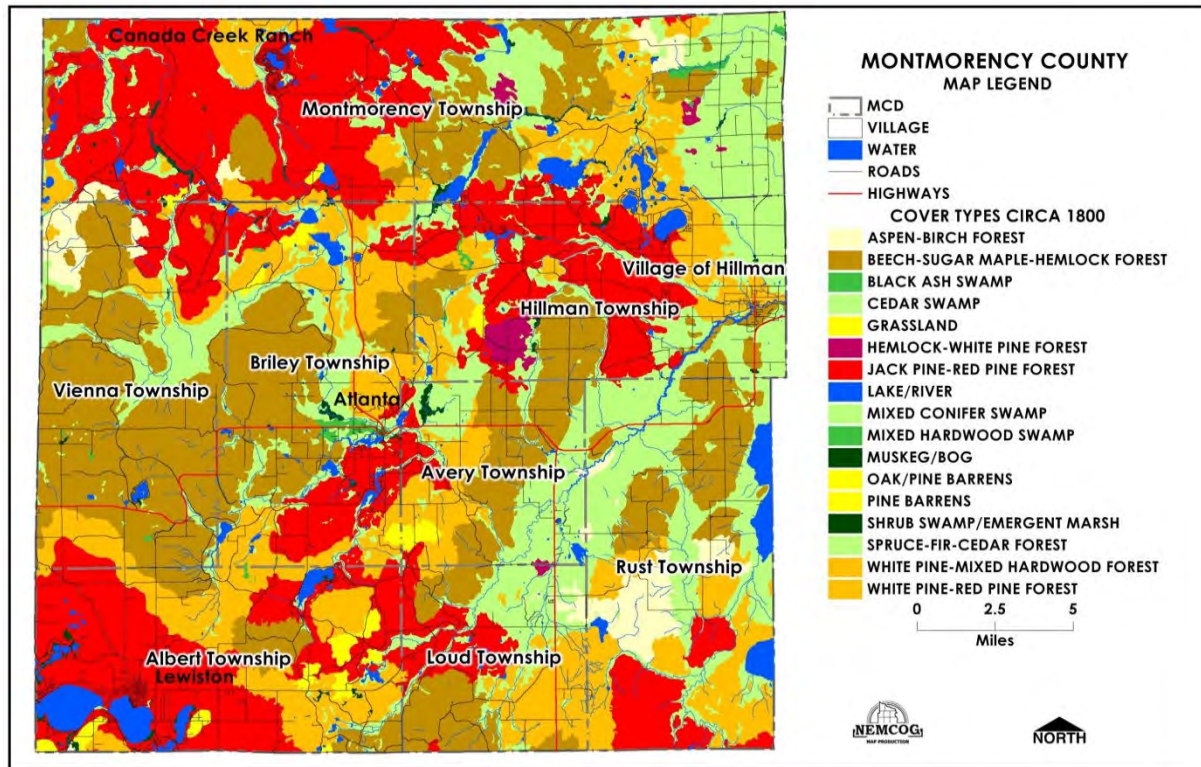 Canada Creek Ranch
Montmorency Township
Village of Hillman
Hillman Township
Briley Township
Vienna Township
Atlanta
Avery Township
Rust Township
Albert Township
Lewiston
Loud Township
MONTMORENCY COUNTY
MAP LEGEND
MCD
VILLAGE
WATER
ROADS
HIGHWAYS
COVER TYPES CIRCA 1800
ASPEN-BIRCH FOREST
BEECH-SUGAR MAPLE-HEMLOCK FOREST
BLACK ASH SWAMP
CEDAR SWAMP
GRASSLAND
HEMLOCK-WHITE PINE FOREST
JACK PINE-RED PINE FOREST
LAKE/RIVER
MIXED CONIFER SWAMP
MIXED HARDWOOD SWAMP
MUSKEG/BOG
OAK/PINE BARRENS
PINE BARRENS
SHRUB SWAMP/EMERGENT MARSH
SPRUCE-FIR-CEDAR FOREST
WHITE PINE-MIXED HARDWOOD FOREST
WHITE PINE-RED PINE FOREST
0 2.5 5
Miles
NEMCOG
MAP PRODUCTION
NORTH